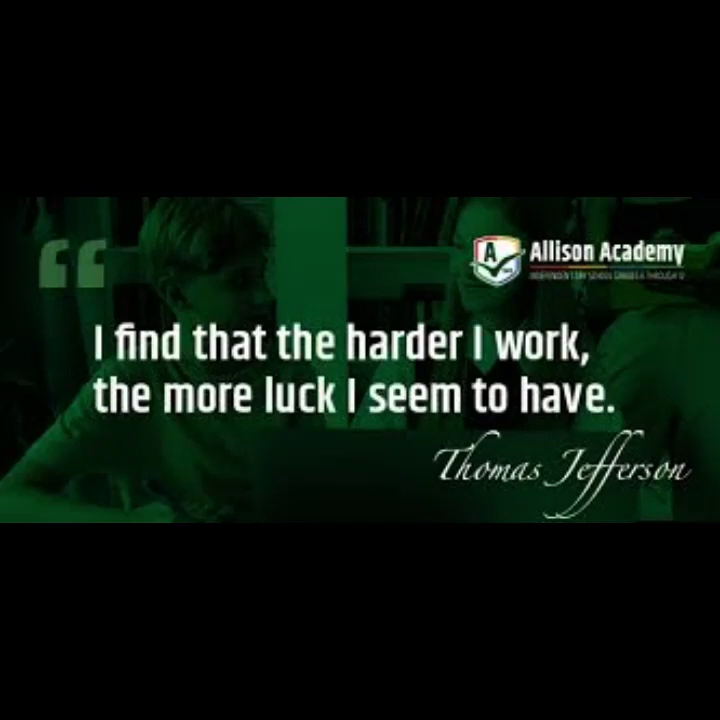 “
Allison Academy
I find that the harder I work,
the more luck I seem to have.
Thomas Jefferson